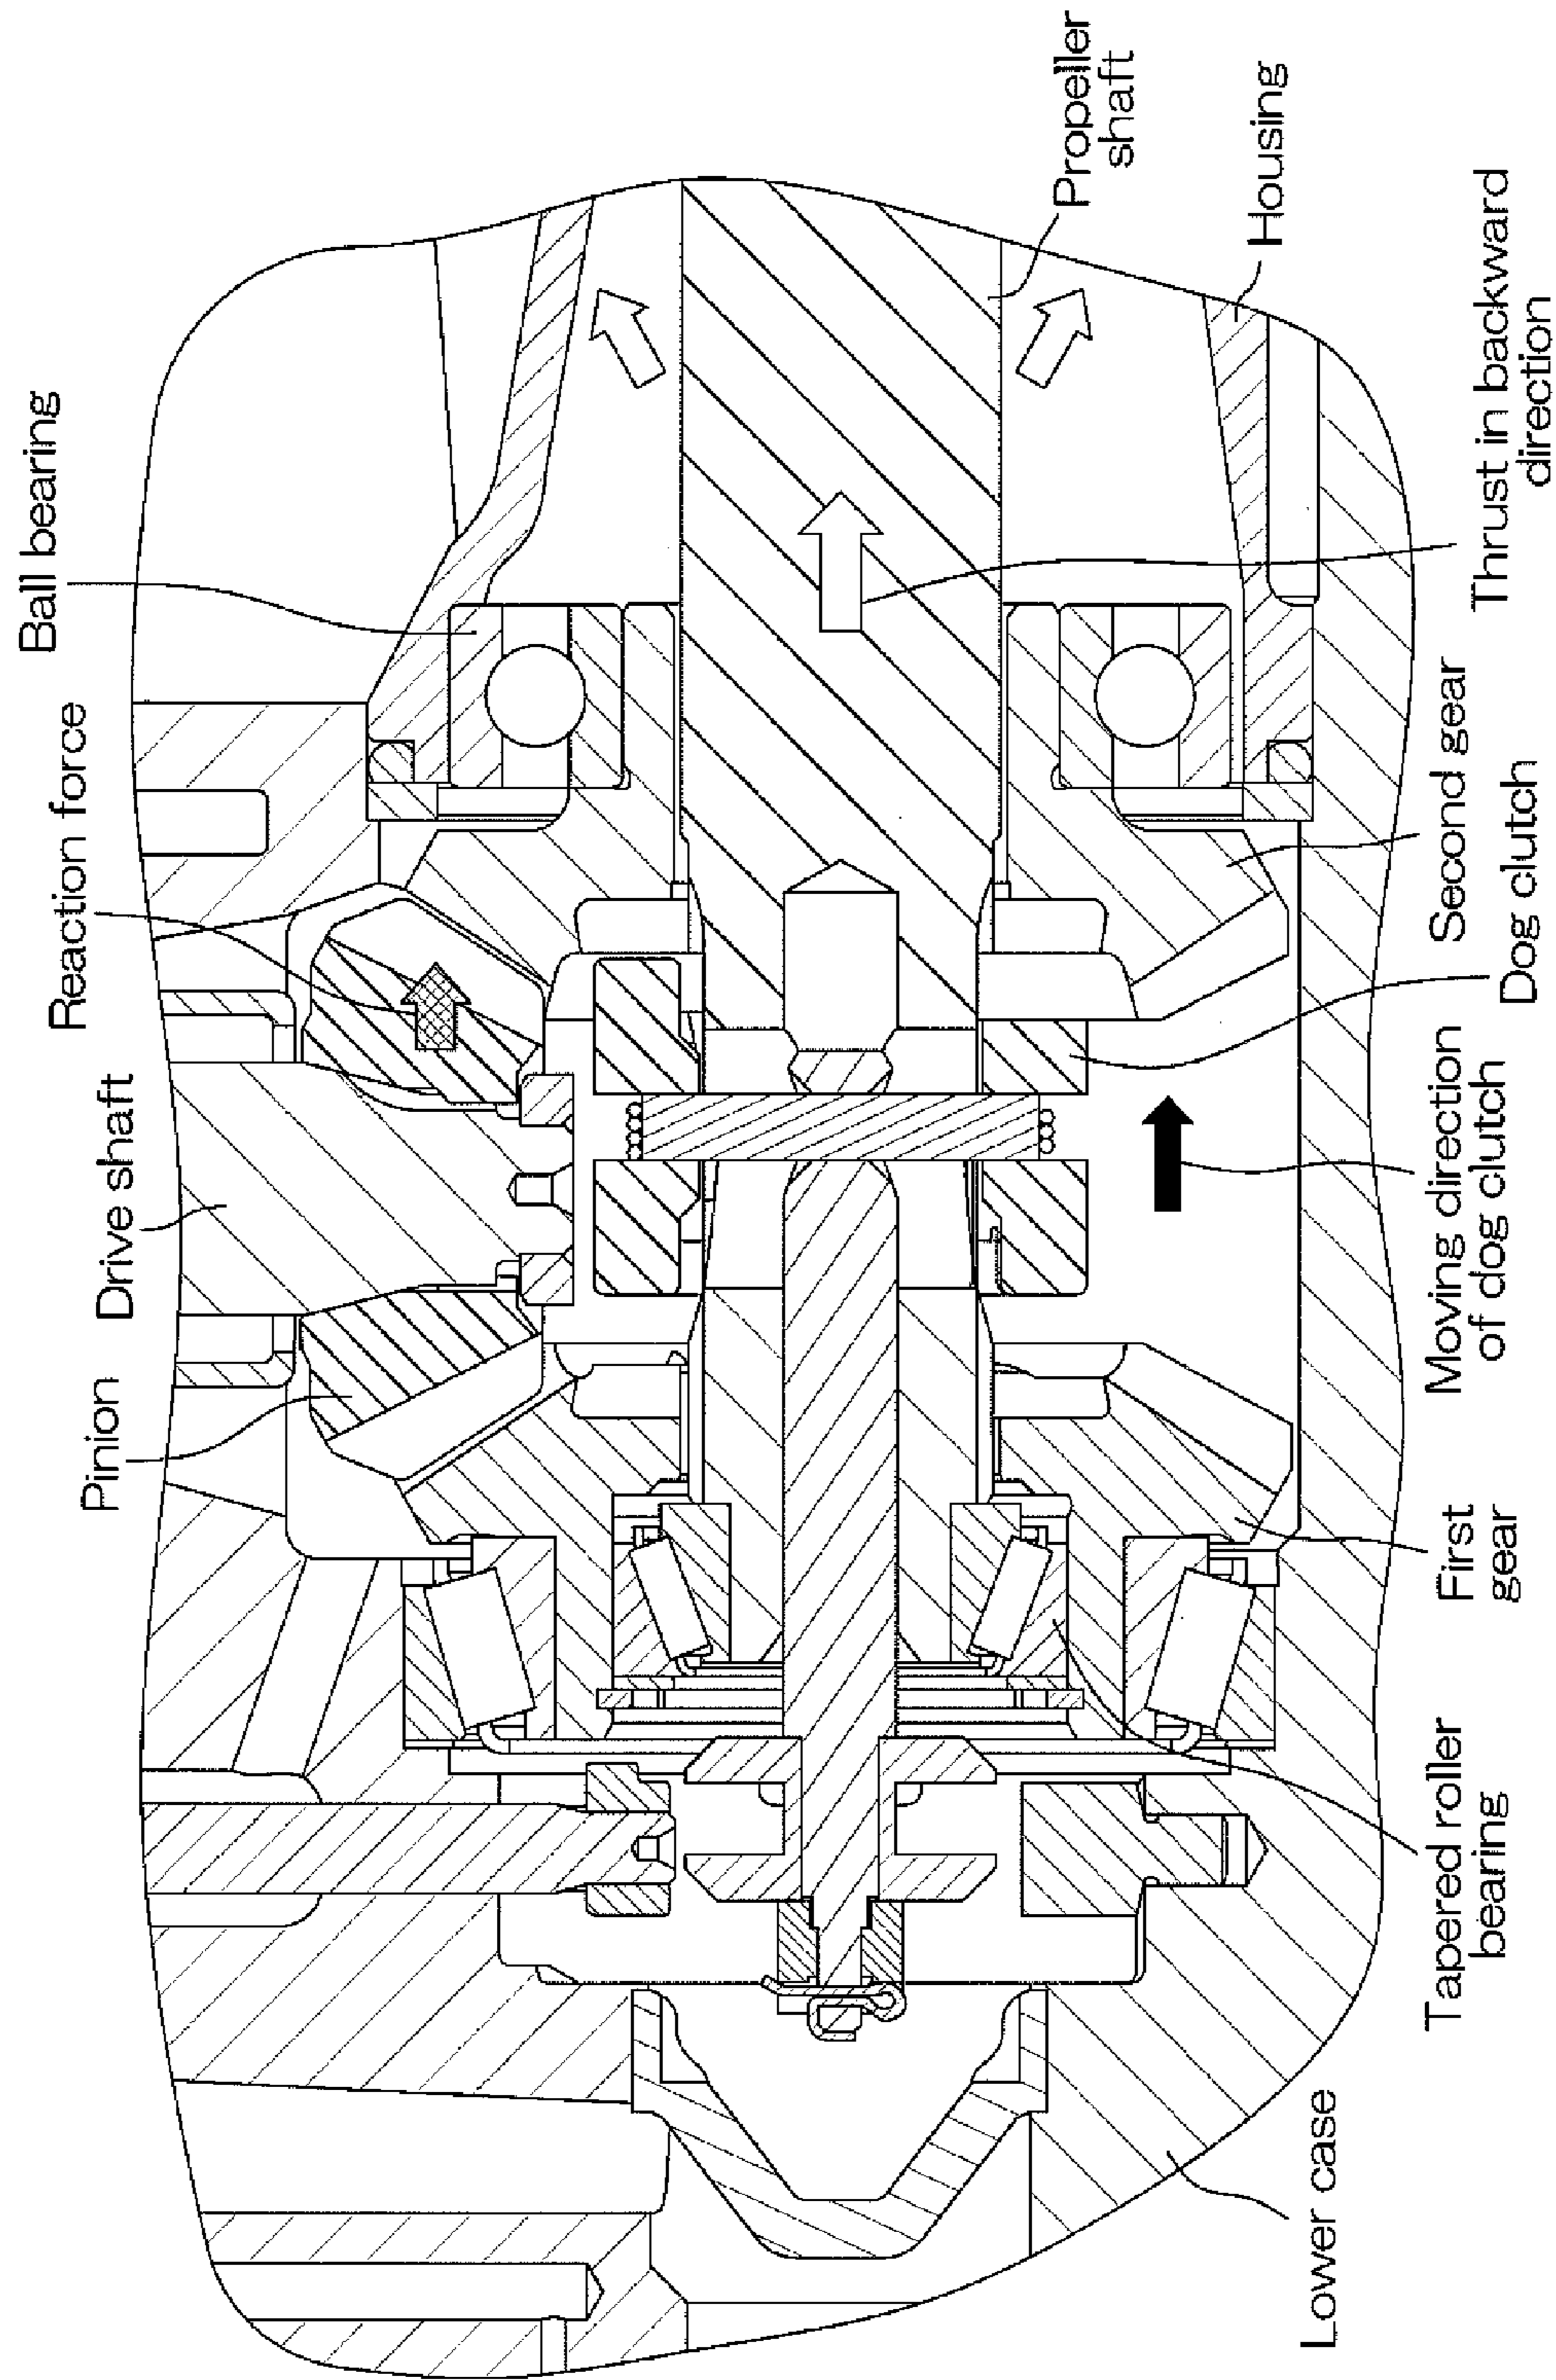 Ball bearing
Reaction force
Drive shaft
Pinion
Propeller
shaft
Housing
Thrust in backward
direction
Second gear
Dog clutch
Moving direction
of dog clutch
First
gear
Tapered roller
bearing
Lower case